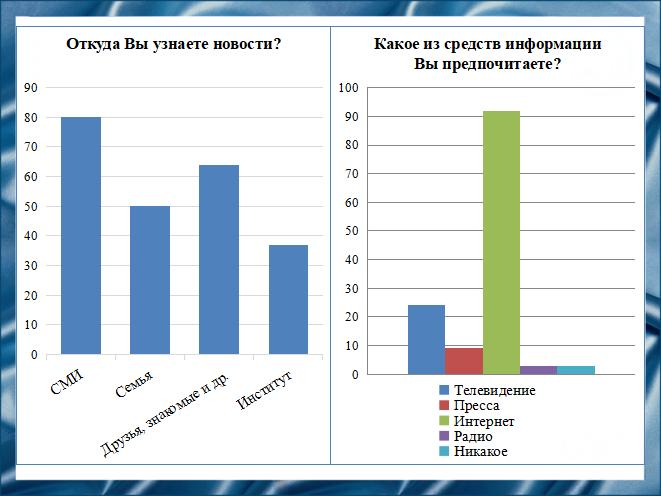 Откуда Вы узнаете новости?
90
80
70
60
50
40
30
20
10
0
СМИ
Семья
Друзья, знакомые и др.
Институт
Какое из средств информации
Вы предпочитаете?
100
90
80
70
60
50
40
30
20
10
0
Телевидение
Пресса
Интернет
Радио
Никакое